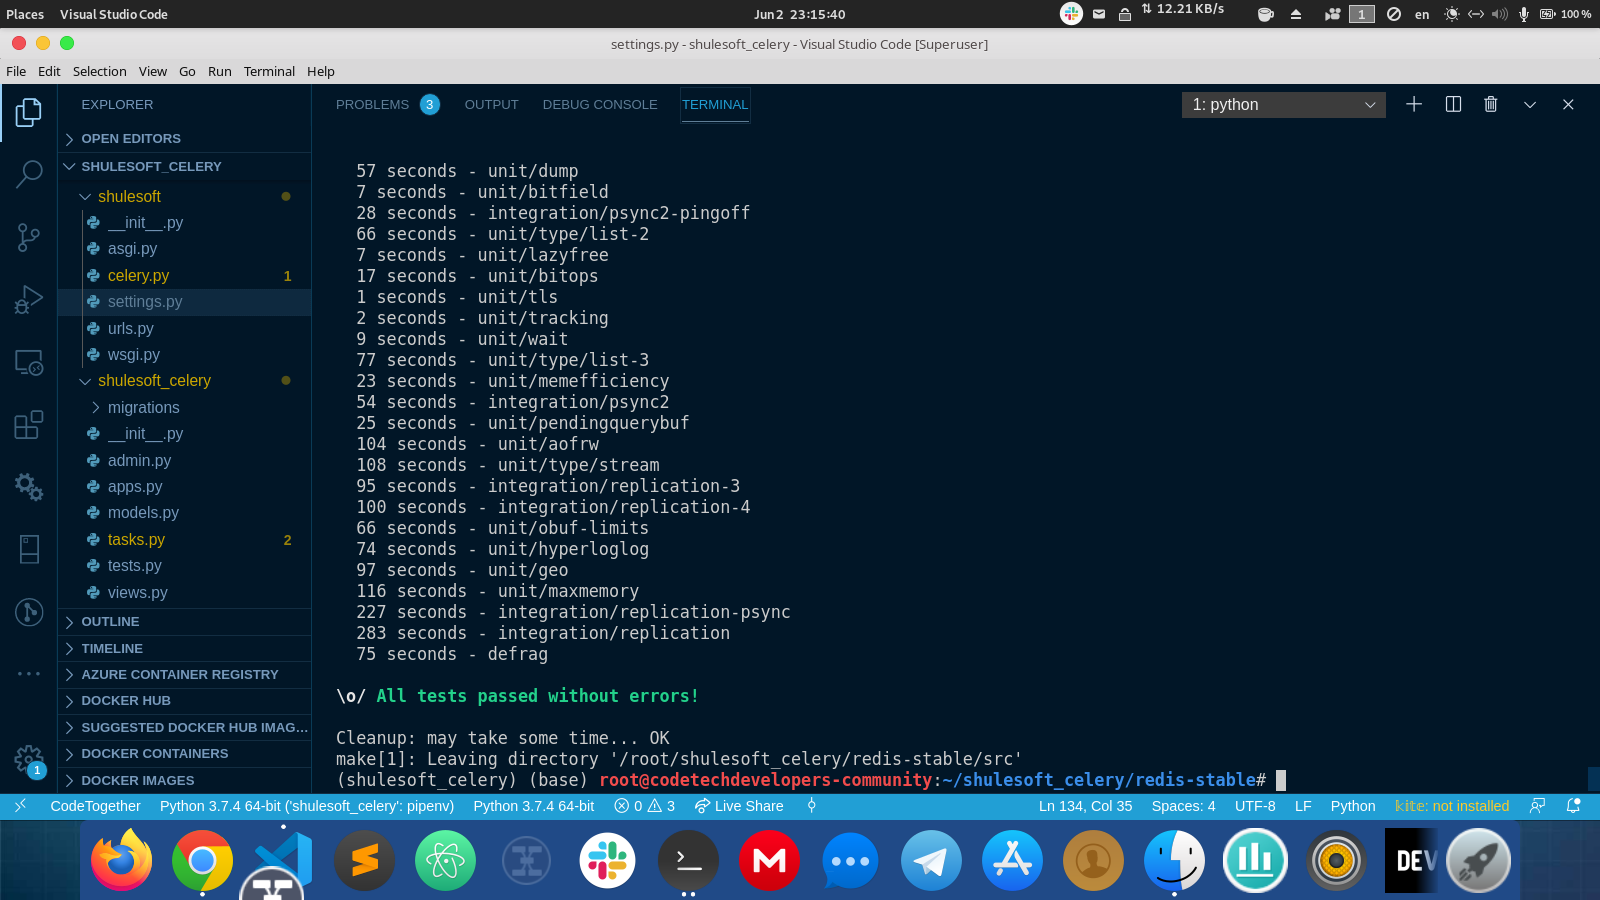 Places Visual Studio Code Jun 2 23:15:40 12.21 KB/s 1 en 100 %
settings.py - shulesoft_celery - Visual Studio Code [Superuser]
File Edit Selection View Go Run Terminal Help
EXPLORER
OPEN EDITORS
SHULESOFT_CELERY
shulesoft
__init__.py
asgi.py
celery.py 1
settings.py
urls.py
wsgi.py
shulesoft_celery
migrations
__init__.py
admin.py
apps.py
models.py
tasks.py 2
tests.py
views.py
OUTLINE
TIMELINE
AZURE CONTAINER REGISTRY
DOCKER HUB
SUGGESTED DOCKER HUB IMAG...
DOCKER CONTAINERS
DOCKER IMAGES
1
PROBLEMS 3 OUTPUT DEBUG CONSOLE TERMINAL 1: python
57 seconds - unit/dump
7 seconds - unit/bitfield
28 seconds - integration/psync2-pingoff
66 seconds - unit/type/list-2
7 seconds - unit/lazyfree
17 seconds - unit/bitops
1 seconds - unit/tls
2 seconds - unit/tracking
9 seconds - unit/wait
77 seconds - unit/type/list-3
23 seconds - unit/memefficiency
54 seconds - integration/psync2
25 seconds - unit/pendingquerybuf
104 seconds - unit/aofrw
108 seconds - unit/type/stream
95 seconds - integration/replication-3
100 seconds - integration/replication-4
66 seconds - unit/obuf-limits
74 seconds - unit/hyperloglog
97 seconds - unit/geo
116 seconds - unit/maxmemory
227 seconds - integration/replication-psync
283 seconds - integration/replication
75 seconds - defrag
\o/ All tests passed without errors!
Cleanup: may take some time... OK
make[1]: Leaving directory '/root/shulesoft_celery/redis-stable/src'
(shulesoft_celery) (base) root@codetechdevelopers-community:~/shulesoft_celery/redis-stable#
CodeTogether Python 3.7.4 64-bit ('shulesoft_celery': pipenv) Python 3.7.4 64-bit 0 3 Live Share Ln 134, Col 35 Spaces: 4 UTF-8 LF Python kite: not installed
DEV